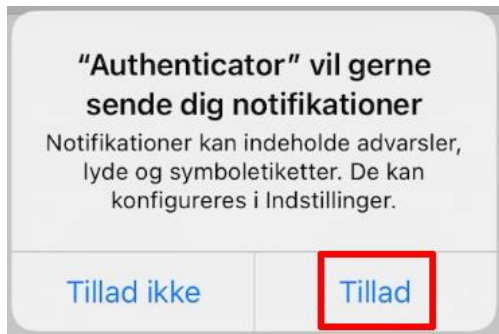 “Authenticator” vil gerne
sende dig notifikationer
Notifikationer kan indeholde advarsler,
lyde og symboletiketter. De kan
konfigureres i Indstillinger.
Tillad ikke
Tillad